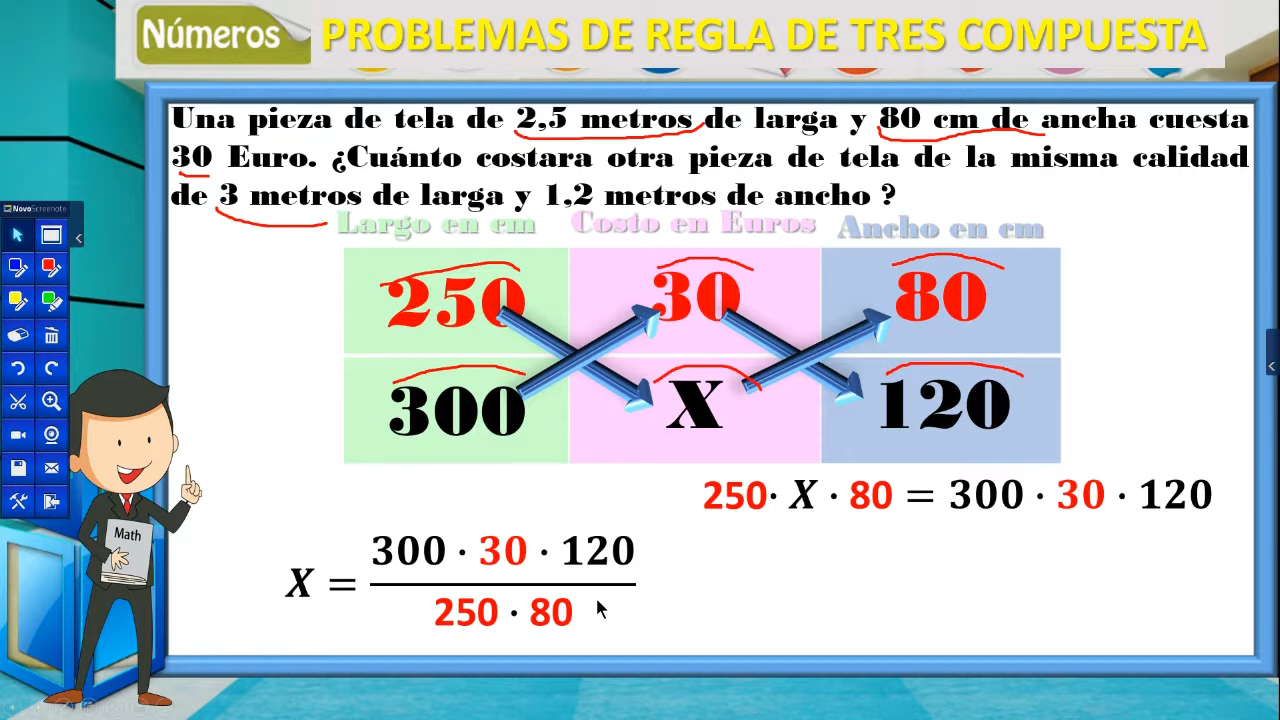 Números
PROBLEMAS DE REGLA DE TRES COMPUESTA
Una pieza de tela de 2,5 metros de larga y 80 cm de ancha cuesta
30 Euro. ¿Cuánto costara otra pieza de tela de la misma calidad
de 3 metros de larga y 1,2 metros de ancho ?
NovoScreenote
Largo en cm Costo en Euros Ancho en cm
250 30 80
300 X 120
250· X · 80 = 300 · 30 · 120
X = 300 · 30 · 120
250 · 80
Math